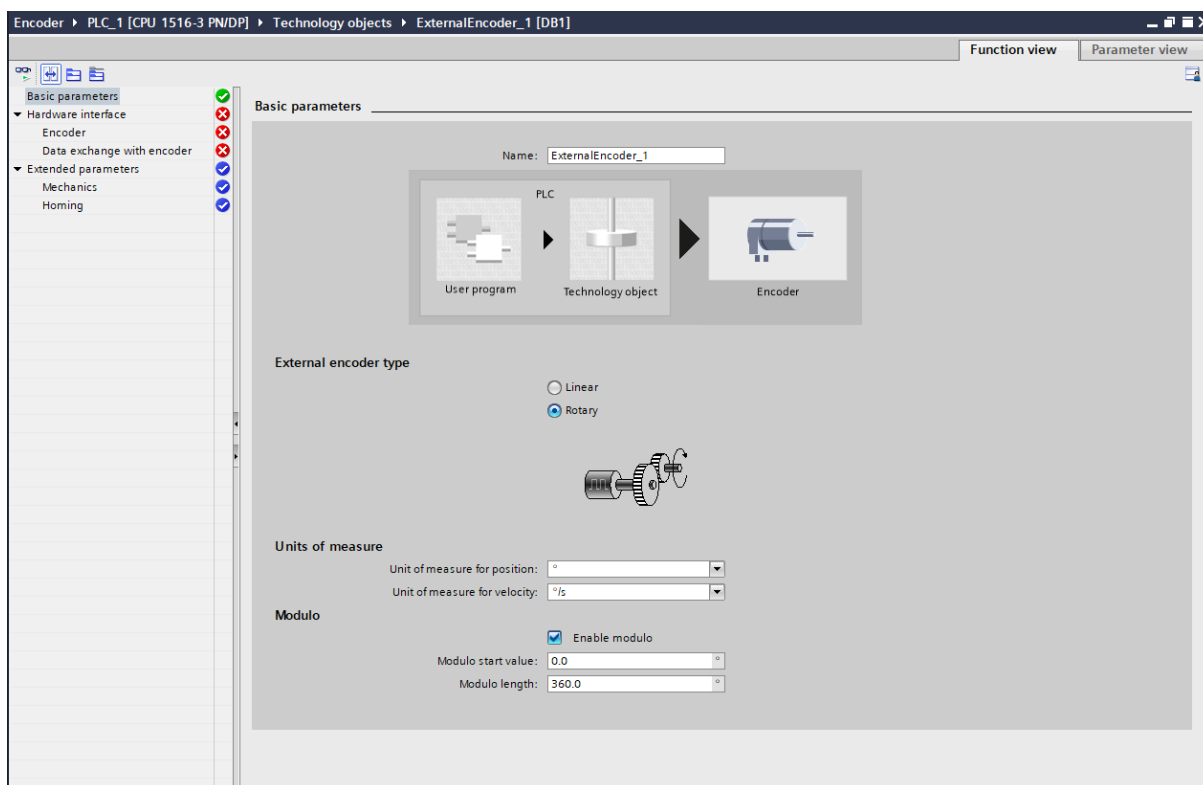 Encoder ▸ PLC_1 [CPU 1516-3 PN/DP] ▸ Technology objects ▸ ExternalEncoder_1 [DB1]
Function view
Parameter view
Basic parameters
Hardware interface
Encoder
Data exchange with encoder
Extended parameters
Mechanics
Homing
Basic parameters
Name: ExternalEncoder_1
PLC
User program
Technology object
Encoder
External encoder type
Linear
Rotary
Units of measure
Unit of measure for position: °
Unit of measure for velocity: °/s
Modulo
Enable modulo
Modulo start value: 0.0 °
Modulo length: 360.0 °